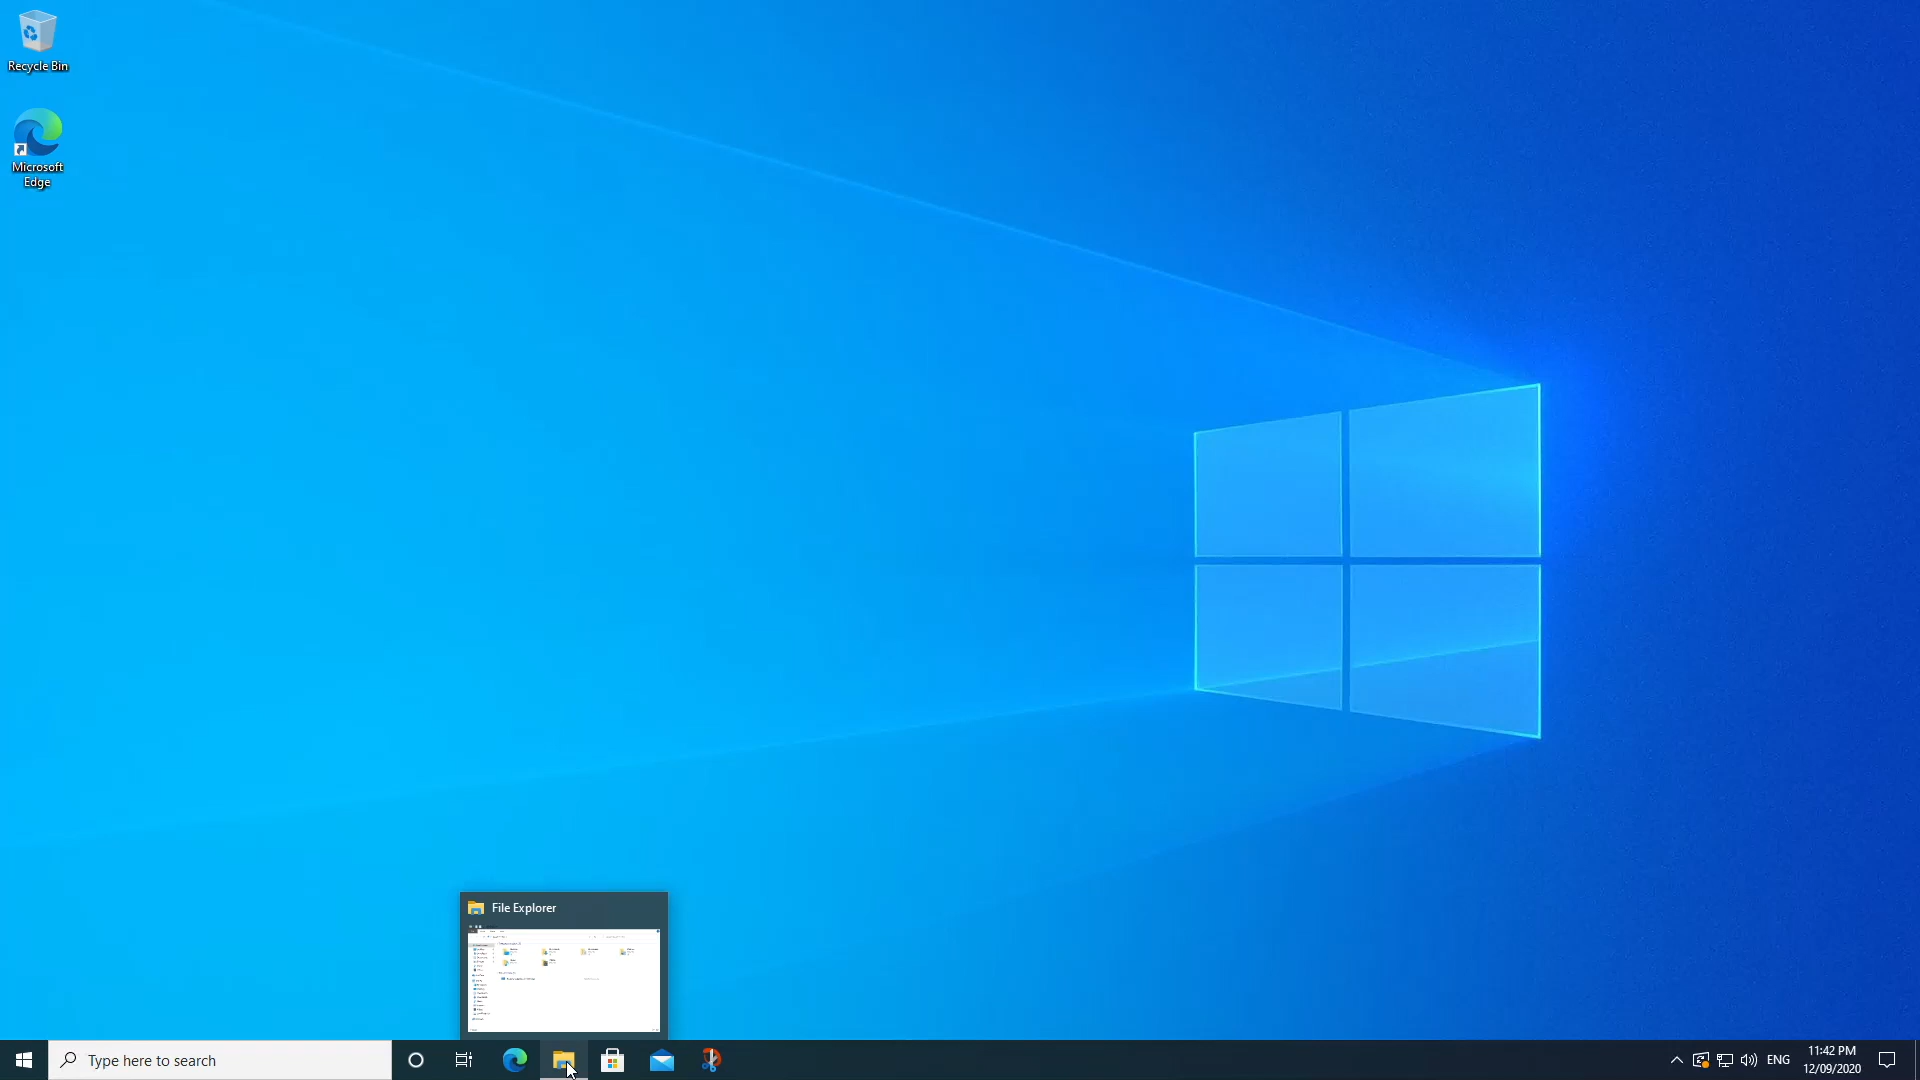 Recycle Bin
Microsoft
Edge
File Explorer
Type here to search
ENG
11:42 PM
12/09/2020